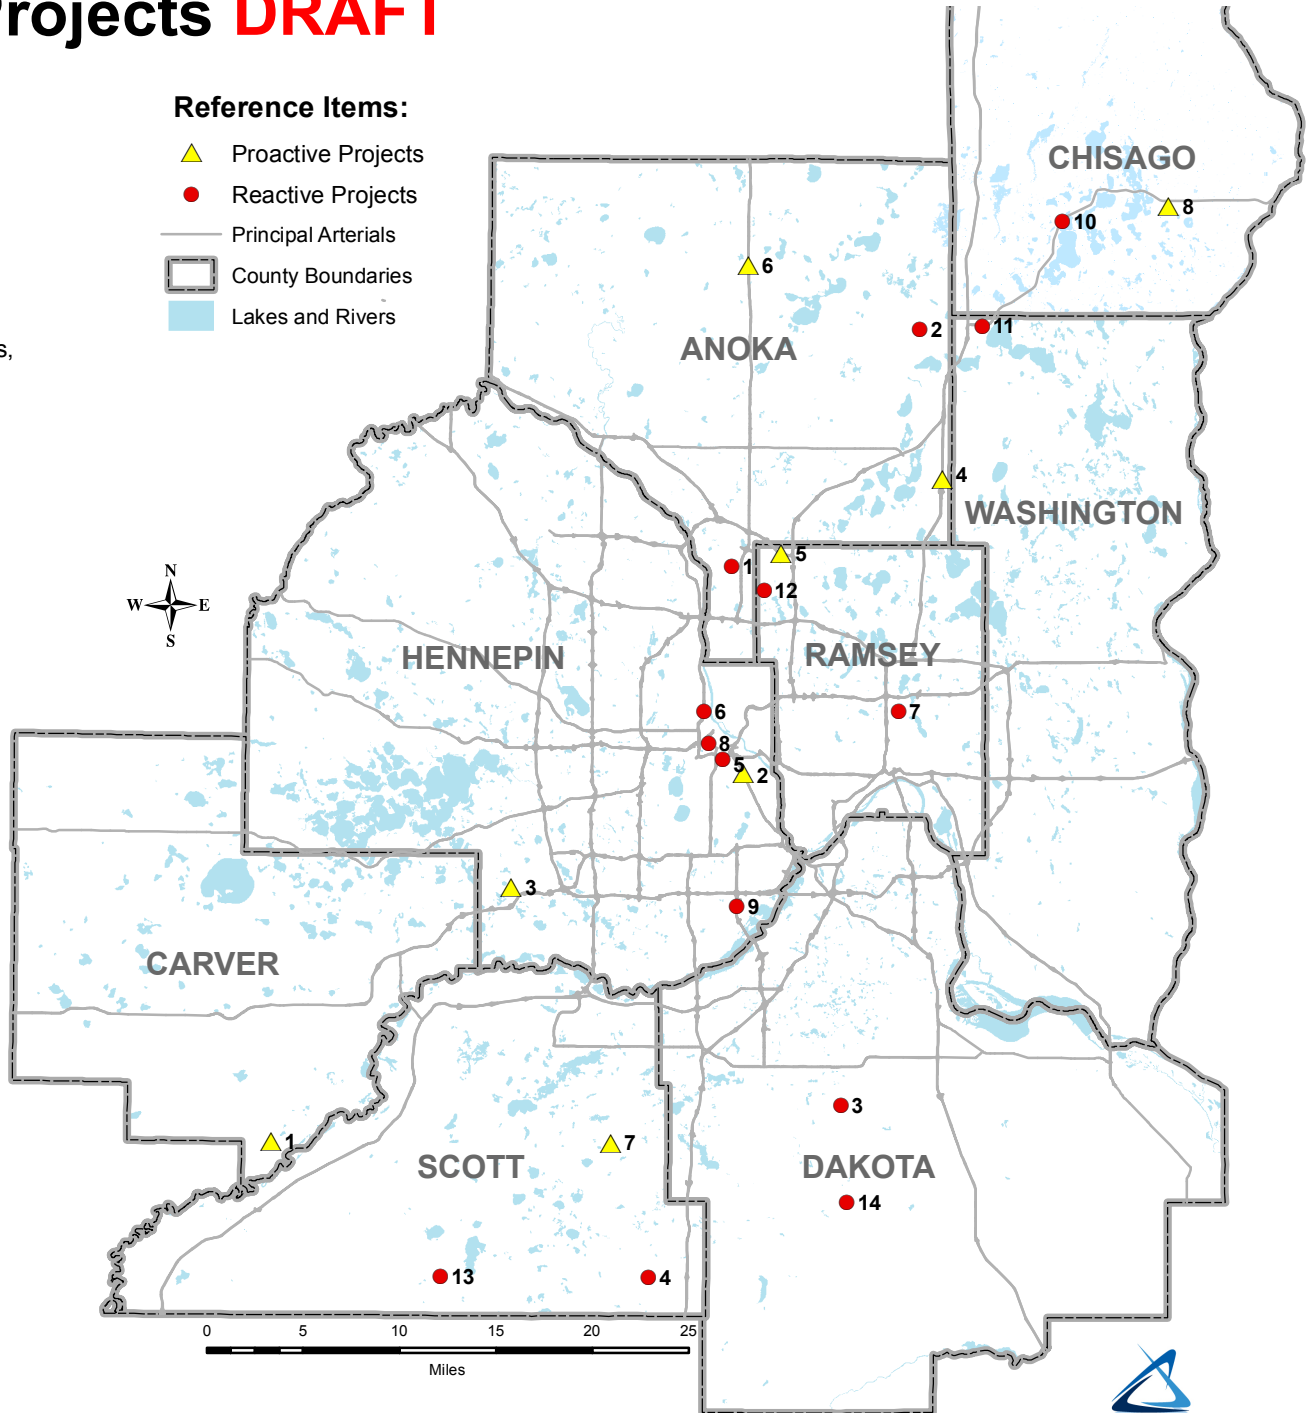 Projects DRAFT
Reference Items:
Proactive Projects
Reactive Projects
Principal Arterials
County Boundaries
Lakes and Rivers
s,
CHISAGO
8
10
6
2
11
ANOKA
4
WASHINGTON
5
1
12
N
W E
S
HENNEPIN
RAMSEY
6
7
8
5
2
3
9
CARVER
3
1
7
SCOTT
DAKOTA
14
13
4
0 5 10 15 20 25
Miles